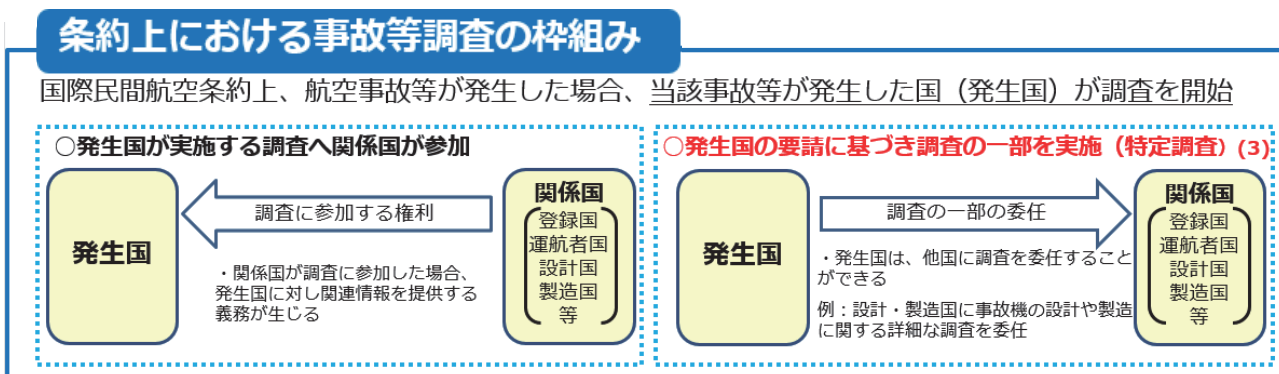 条約上における事故等調査の枠組み
国際民間航空条約上、航空事故等が発生した場合、当該事故等が発生した国（発生国）が調査を開始
○発生国が実施する調査へ関係国が参加
発生国
調査に参加する権利
・関係国が調査に参加した場合、
発生国に対し関連情報を提供する
義務が生じる
関係国
登録国
運航者国
設計国
製造国
等
○発生国の要請に基づき調査の一部を実施（特定調査）(3)
発生国
調査の一部の委任
・発生国は、他国に調査を委任すること
ができる
例：設計・製造国に事故機の設計や製造
に関する詳細な調査を委任
関係国
登録国
運航者国
設計国
製造国
等